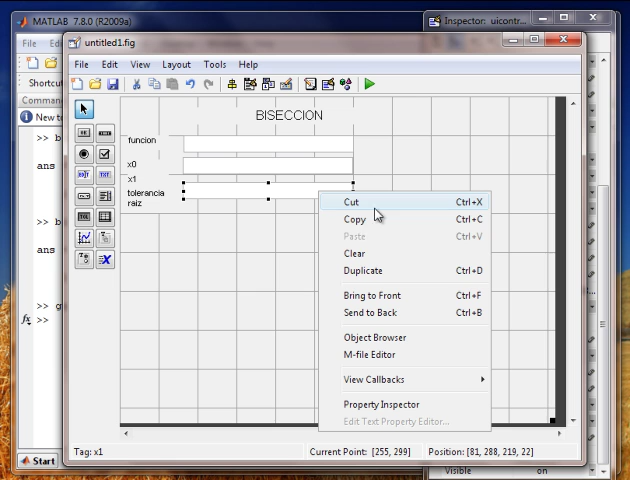 MATLAB 7.8.0 (R2009a)
Inspector: uicontr...
untitled1.fig
File
File Edit View Layout Tools Help
Shortcu
Comman
New to
BISECCION
>> b
funcion
ans
x0
x1
tolerancia
raiz
Cut Ctrl+X
Copy Ctrl+C
Paste Ctrl+V
Clear
Duplicate Ctrl+D
Bring to Front Ctrl+F
Send to Back Ctrl+B
Object Browser
M-file Editor
View Callbacks
Property Inspector
Edit Text Property Editor...
>> b
ans
>> g
fx >>
Tag: x1 Current Point: [255, 299] Position: [81, 288, 219, 22]
Start
Visible on